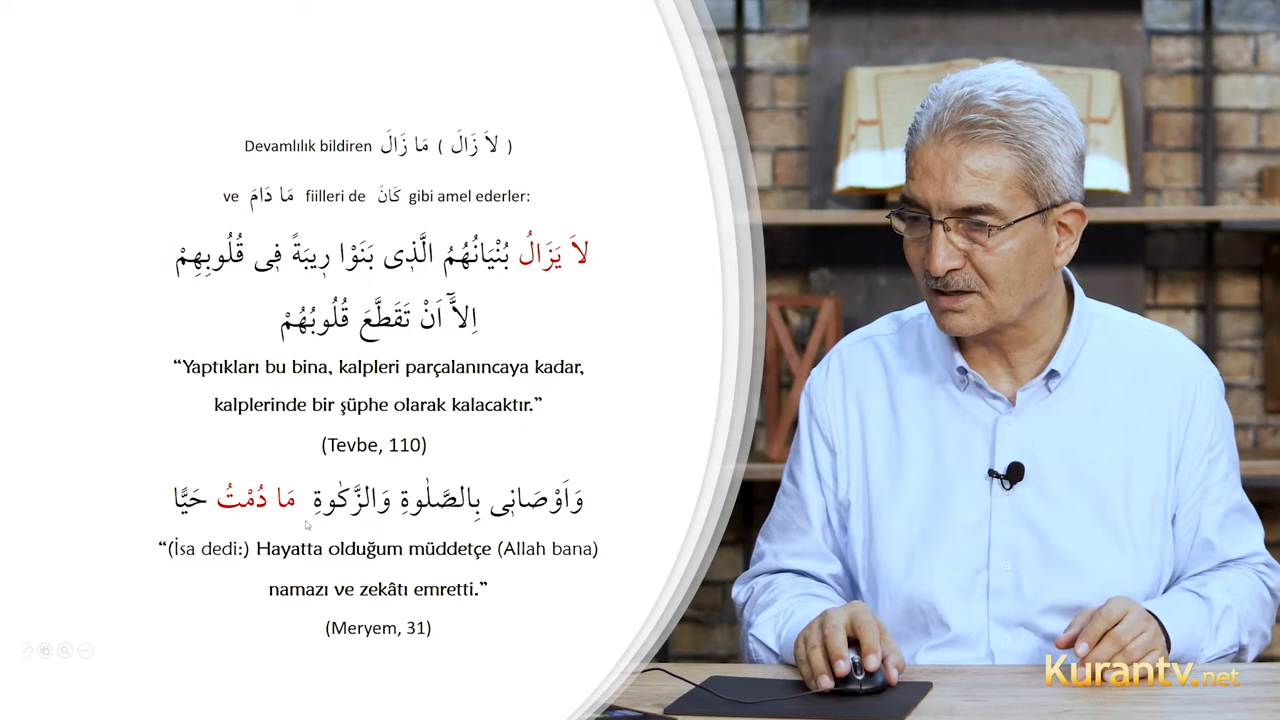 Devamlılık bildiren مَا زَالَ ( لاَ زَالَ )
ve مَا دَامَ fiilleri de كَانَ gibi amel ederler:
لاَ يَزَالُ بُنْيَانُهُمُ الَّذٖى بَنَوْا رٖيبَةً فٖى قُلُوبِهِمْ
اِلآَّ اَنْ تَقَطَّعَ قُلُوبُهُمْ
“Yaptıkları bu bina, kalpleri parçalanıncaya kadar,
kalplerinde bir şüphe olarak kalacaktır.”
(Tevbe, 110)
وَاَوْصَانٖى بِالصَّلٰوةِ وَالزَّكٰوةِ مَا دُمْتُ حَيًّا
“(İsa dedi:) Hayatta olduğum müddetçe (Allah bana)
namazı ve zekâtı emretti.”
(Meryem, 31)
Kurantv.net